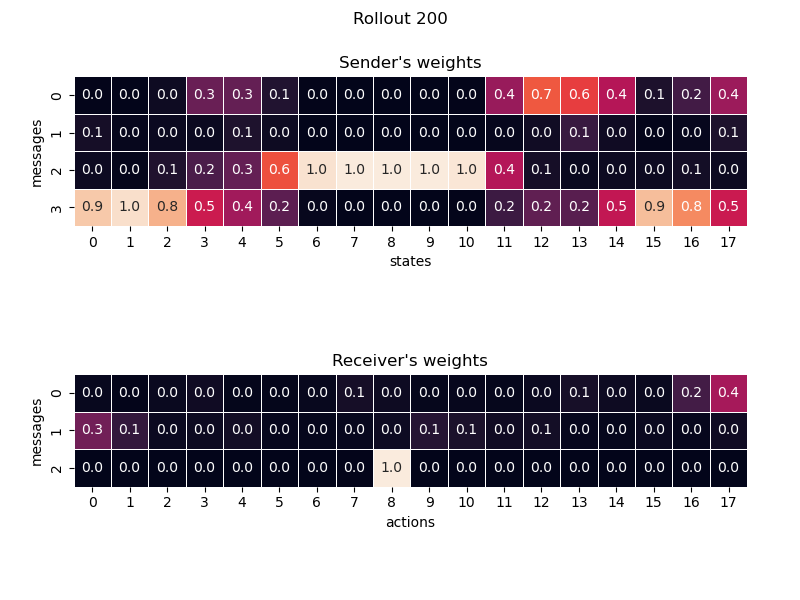 Rollout 200
Sender's weights
0 0.0 0.0 0.0 0.3 0.3 0.1 0.0 0.0 0.0 0.0 0.0 0.4 0.7 0.6 0.4 0.1 0.2 0.4
1 0.1 0.0 0.0 0.0 0.1 0.0 0.0 0.0 0.0 0.0 0.0 0.0 0.0 0.1 0.0 0.0 0.0 0.1
messages
2 0.0 0.0 0.1 0.2 0.3 0.6 1.0 1.0 1.0 1.0 1.0 0.4 0.1 0.0 0.0 0.0 0.1 0.0
3 0.9 1.0 0.8 0.5 0.4 0.2 0.0 0.0 0.0 0.0 0.0 0.2 0.2 0.2 0.5 0.9 0.8 0.5
0 1 2 3 4 5 6 7 8 9 10 11 12 13 14 15 16 17
states
Receiver's weights
0 0.0 0.0 0.0 0.0 0.0 0.0 0.0 0.1 0.0 0.0 0.0 0.0 0.0 0.1 0.0 0.0 0.2 0.4
messages
1 0.3 0.1 0.0 0.0 0.0 0.0 0.0 0.0 0.0 0.1 0.1 0.0 0.1 0.0 0.0 0.0 0.0 0.0
2 0.0 0.0 0.0 0.0 0.0 0.0 0.0 0.0 1.0 0.0 0.0 0.0 0.0 0.0 0.0 0.0 0.0 0.0
0 1 2 3 4 5 6 7 8 9 10 11 12 13 14 15 16 17
actions